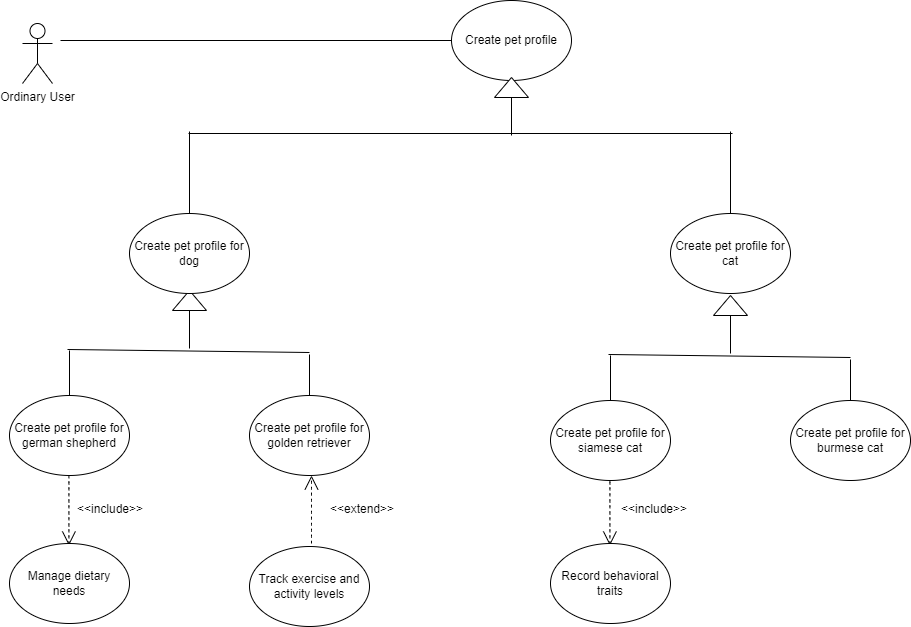 Create pet profile
Ordinary User
Create pet profile for
dog
Create pet profile for
cat
Create pet profile for
german shepherd
Create pet profile for
golden retriever
Create pet profile for
siamese cat
Create pet profile for
burmese cat
<<include>>
<<extend>>
<<include>>
Manage dietary
needs
Track exercise and
activity levels
Record behavioral
traits